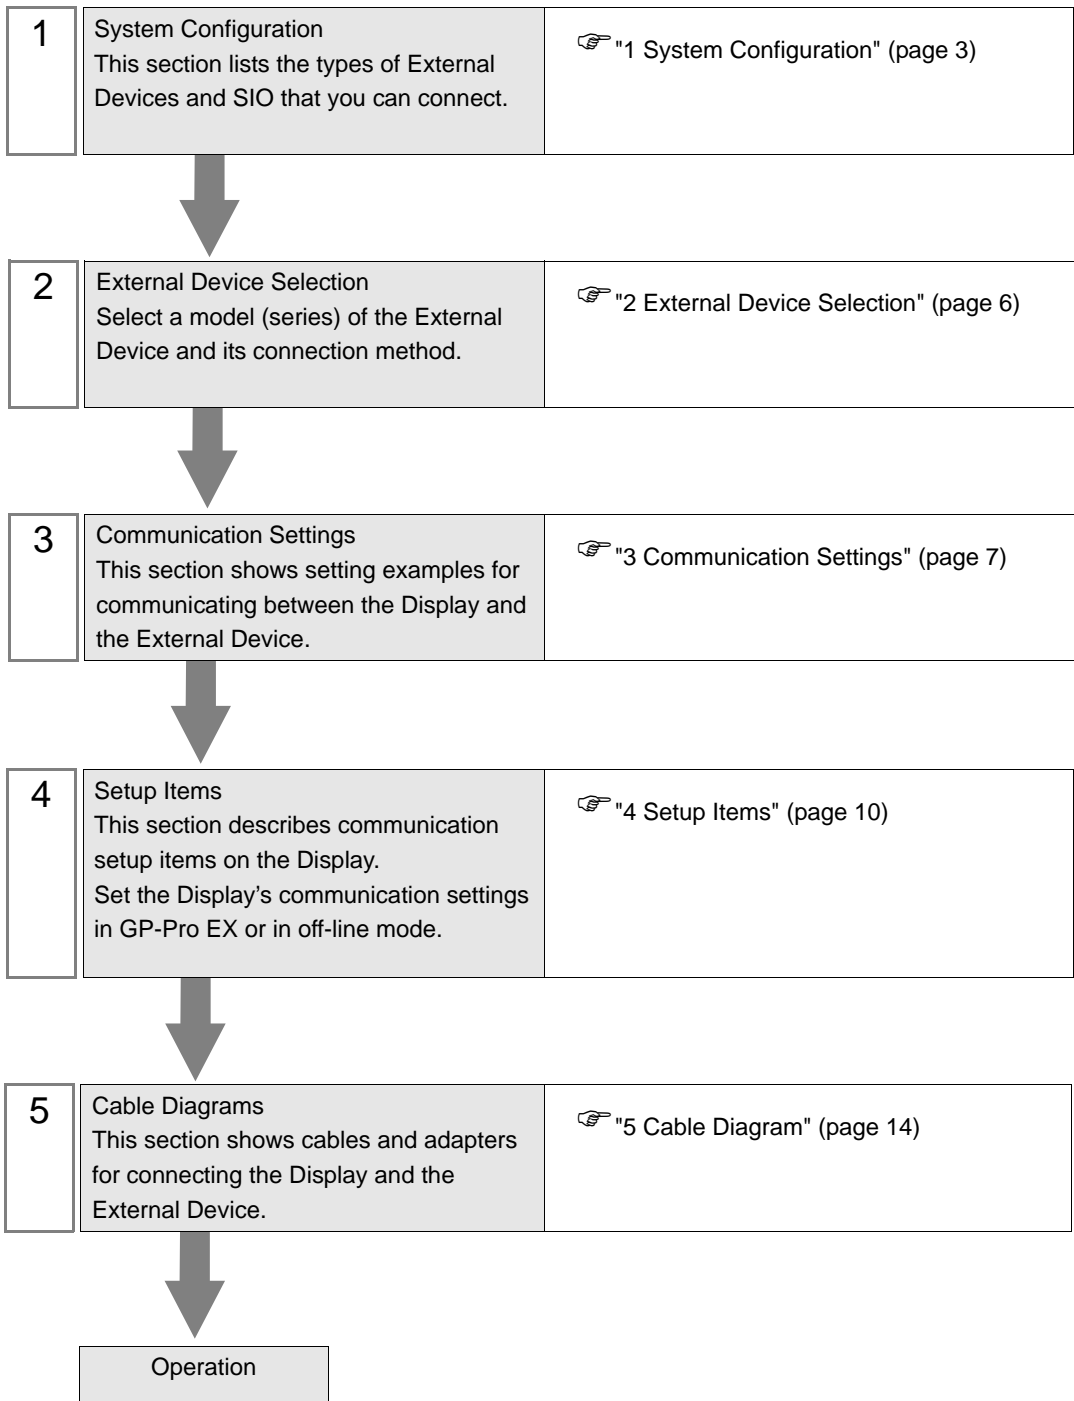 1
System Configuration
This section lists the types of External
Devices and SIO that you can connect.
"1 System Configuration" (page 3)
2
External Device Selection
Select a model (series) of the External
Device and its connection method.
"2 External Device Selection" (page 6)
3
Communication Settings
This section shows setting examples for
communicating between the Display and
the External Device.
"3 Communication Settings" (page 7)
4
Setup Items
This section describes communication
setup items on the Display.
Set the Display’s communication settings
in GP-Pro EX or in off-line mode.
"4 Setup Items" (page 10)
5
Cable Diagrams
This section shows cables and adapters
for connecting the Display and the
External Device.
"5 Cable Diagram" (page 14)
Operation